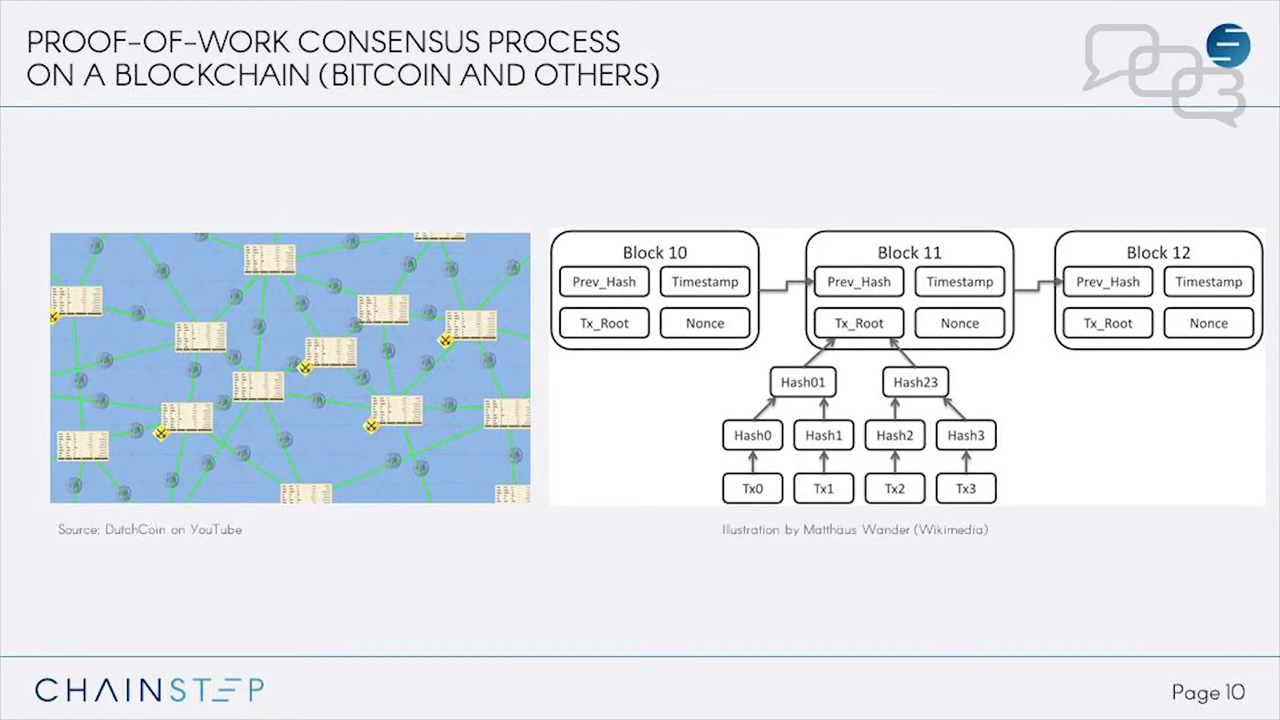 PROOF-OF-WORK CONSENSUS PROCESS
ON A BLOCKCHAIN (BITCOIN AND OTHERS)
Block 10
Prev_Hash
Timestamp
Tx_Root
Nonce
Block 11
Prev_Hash
Timestamp
Tx_Root
Nonce
Block 12
Prev_Hash
Timestamp
Tx_Root
Nonce
Hash01
Hash23
Hash0
Hash1
Hash2
Hash3
Tx0
Tx1
Tx2
Tx3
Source: DutchCoin on YouTube
Illustration by Matthäus Wander (Wikimedia)
CHAINSTEP
Page 10